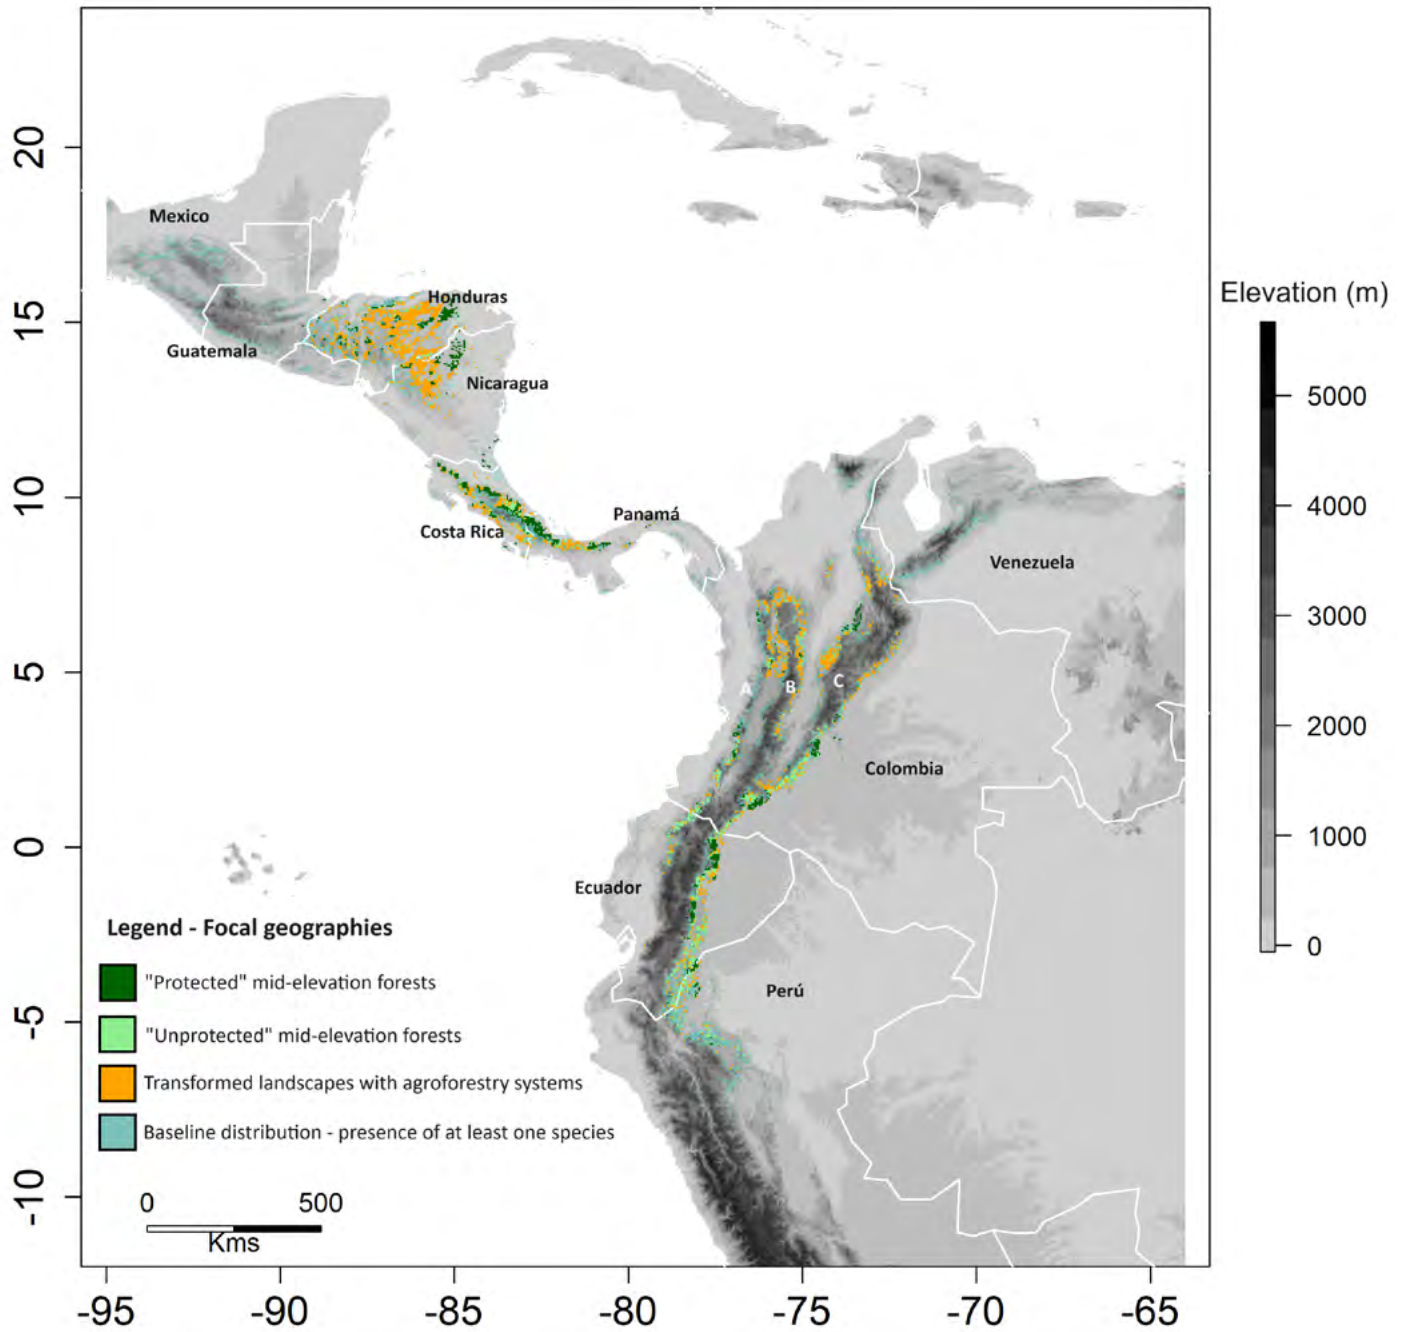 20
15
10
5
0
-5
-10
-95
-90
-85
-80
-75
-70
-65
Mexico
Honduras
Guatemala
Nicaragua
Panamá
Costa Rica
Venezuela
A
B
C
Colombia
Ecuador
Perú
Legend - Focal geographies
"Protected" mid-elevation forests
"Unprotected" mid-elevation forests
Transformed landscapes with agroforestry systems
Baseline distribution - presence of at least one species
0 500
Kms
Elevation (m)
5000
4000
3000
2000
1000
0